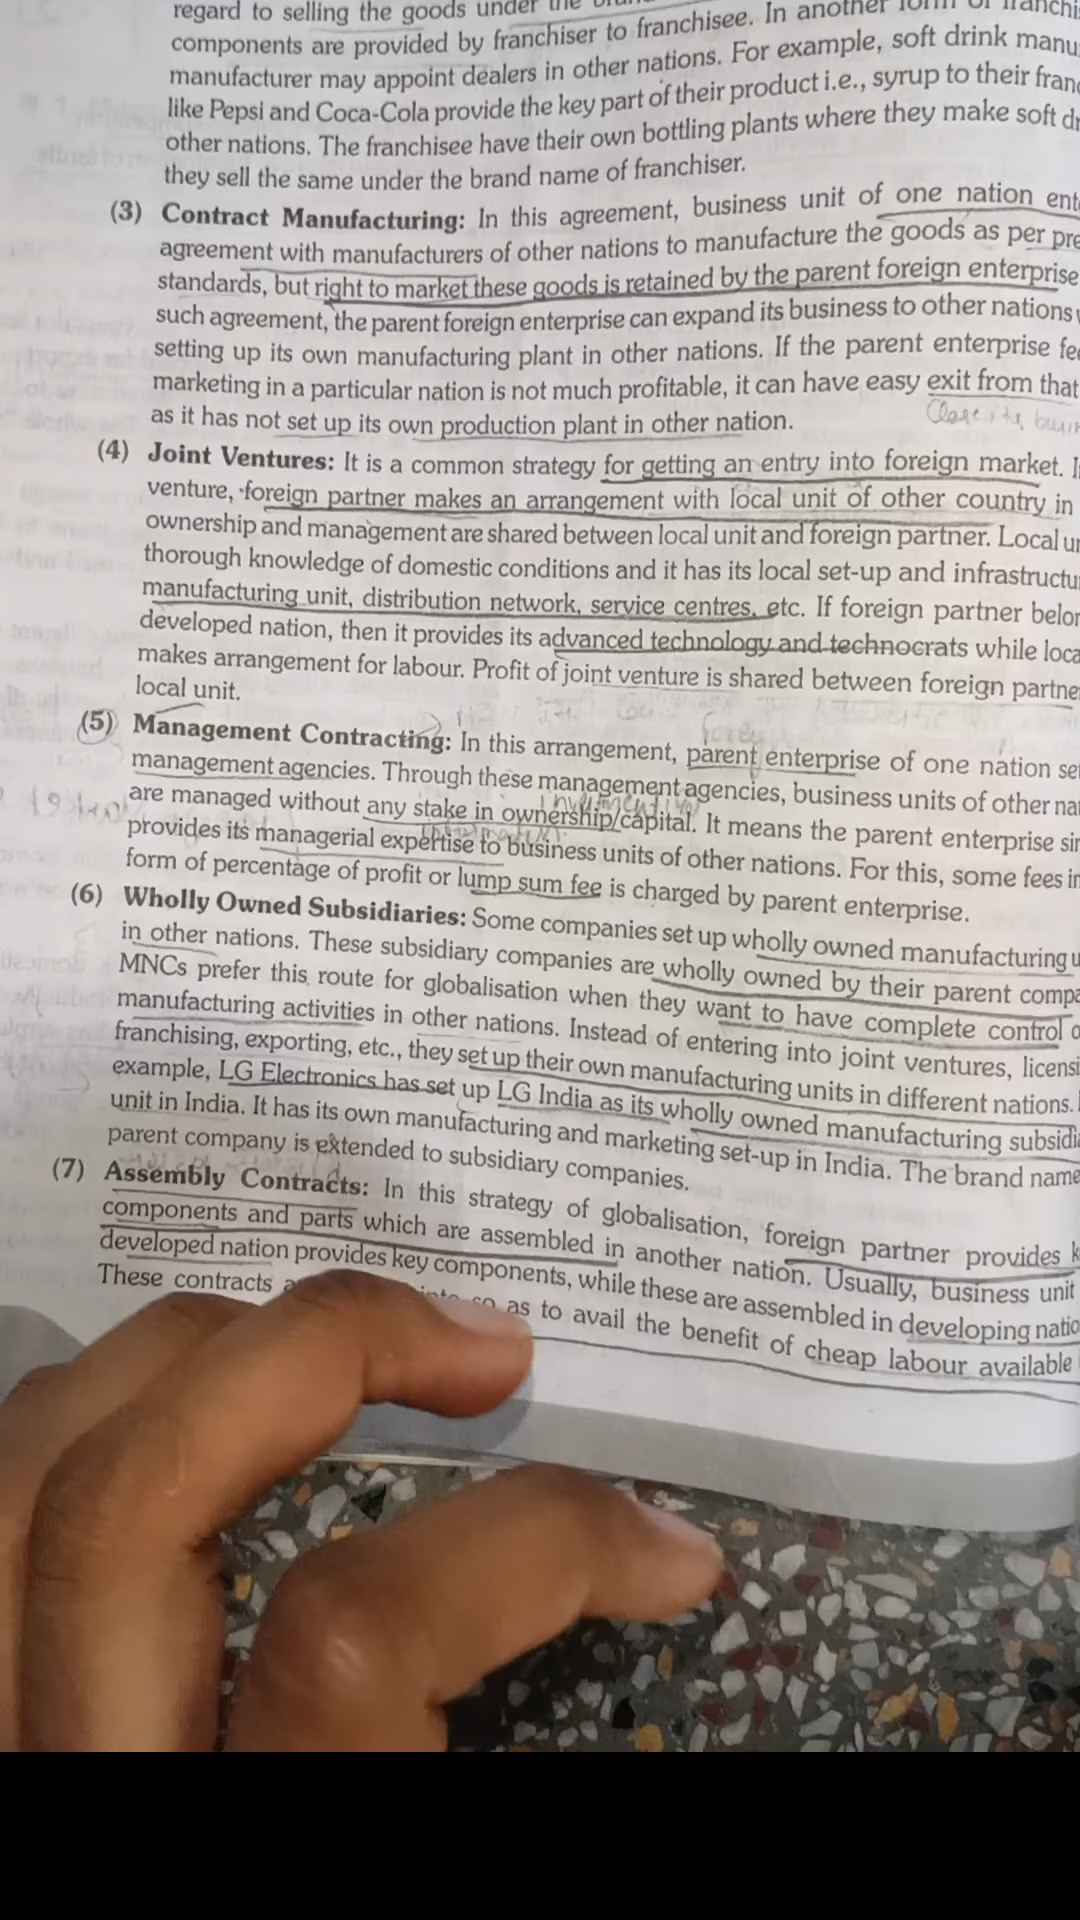 regard to selling the goods under the
components are provided by franchiser to franchisee. In another form of
manufacturer may appoint dealers in other nations. For example, soft drink
like Pepsi and Coca-Cola provide the key part of their product i.e., syrup to their
other nations. The franchisee have their own bottling plants where they make soft
they sell the same under the brand name of franchiser.
(3) Contract Manufacturing: In this agreement, business unit of one nation
agreement with manufacturers of other nations to manufacture the goods as per
standards, but right to market these goods is retained by the parent foreign enterprise
such agreement, the parent foreign enterprise can expand its business to other nations
setting up its own manufacturing plant in other nations. If the parent enterprise
marketing in a particular nation is not much profitable, it can have easy exit from that
as it has not set up its own production plant in other nation.
Close its
(4) Joint Ventures: It is a common strategy for getting an entry into foreign market.
venture, foreign partner makes an arrangement with local unit of other country in
ownership and management are shared between local unit and foreign partner. Local
thorough knowledge of domestic conditions and it has its local set-up and
manufacturing unit, distribution network, service centres, etc. If foreign partner
developed nation, then it provides its advanced technology and technocrats while
makes arrangement for labour. Profit of joint venture is shared between foreign
local unit.
(5) Management Contracting: In this arrangement, parent enterprise of one nation
management agencies. Through these management agencies, business units of other
are managed without any stake in ownership/capital. It means the parent enterprise
provides its managerial expertise to business units of other nations. For this, some fees in
form of percentage of profit or lump sum fee is charged by parent enterprise.
(6) Wholly Owned Subsidiaries: Some companies set up wholly owned manufacturing
in other nations. These subsidiary companies are wholly owned by their parent
MNCs prefer this route for globalisation when they want to have complete control
manufacturing activities in other nations. Instead of entering into joint ventures,
franchising, exporting, etc., they set up their own manufacturing units in different nations.
example, LG Electronics has set up LG India as its wholly owned manufacturing
unit in India. It has its own manufacturing and marketing set-up in India. The brand name
parent company is extended to subsidiary companies.
(7) Assembly Contracts: In this strategy of globalisation, foreign partner provides
components and parts which are assembled in another nation. Usually, business unit
developed nation provides key components, while these are assembled in developing
These contracts so as to avail the benefit of cheap labour available